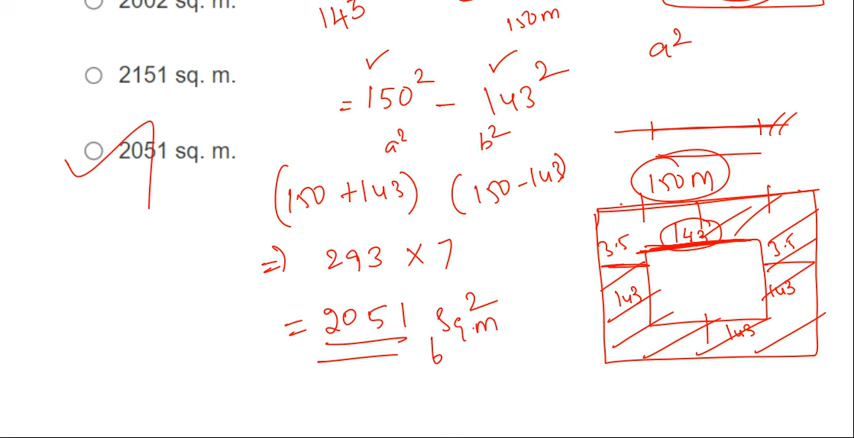 2002 sq. m.
143
150m
a²
2151 sq. m.
= 150² - 143²
a² b²
2051 sq. m.
(150 + 143) (150 - 143)
150m
3.5 143 3.5
=) 293 × 7
143 143
= 2051 sq.m
b²
143